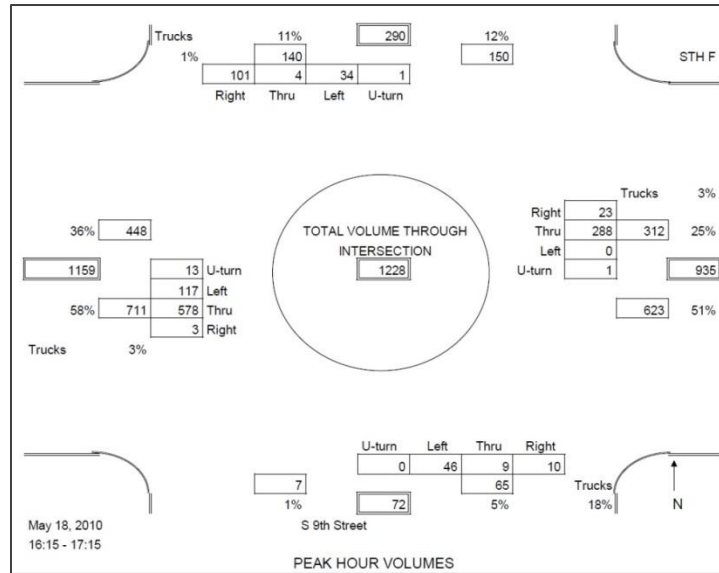 Trucks 11% 290 12%
1% 140 150 STH F
101 4 34 1
Right Thru Left U-turn
Trucks 3%
Right 23
36% 448 TOTAL VOLUME THROUGH Thru 288 312 25%
INTERSECTION Left 0
1159 13 U-turn 1228 U-turn 1 935
117 Left
58% 711 578 Thru 623 51%
3 Right
Trucks 3%
U-turn Left Thru Right
0 46 9 10
7 65 Trucks
1% 72 5% 18% N
May 18, 2010 S 9th Street
16:15 - 17:15
PEAK HOUR VOLUMES